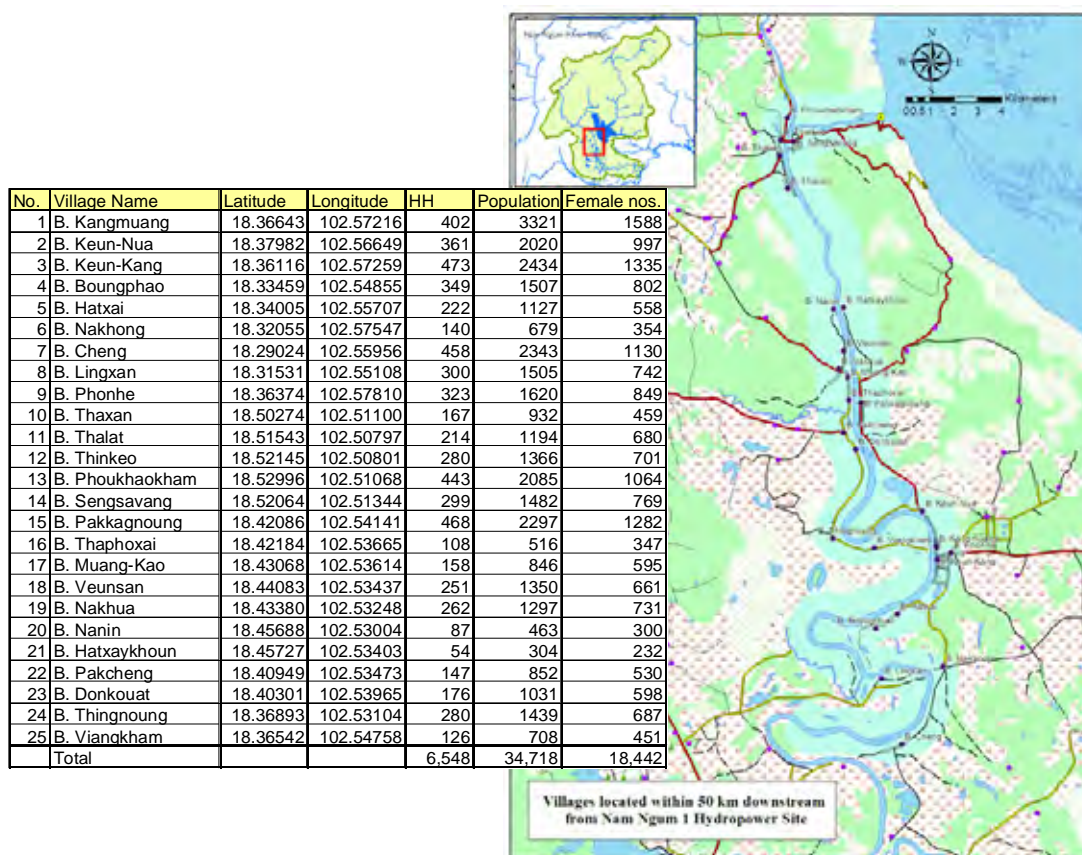 No. Village Name Latitude Longitude HH Population Female nos.
1 B. Kangmuang 18.36643 102.57216 402 3321 1588
2 B. Keun-Nua 18.37982 102.56649 361 2020 997
3 B. Keun-Kang 18.36116 102.57259 473 2434 1335
4 B. Boungphao 18.33459 102.54855 349 1507 802
5 B. Hatxai 18.34005 102.55707 222 1127 558
6 B. Nakhong 18.32055 102.57547 140 679 354
7 B. Cheng 18.29024 102.55956 458 2343 1130
8 B. Lingxan 18.31531 102.55108 300 1505 742
9 B. Phonhe 18.36374 102.57810 323 1620 849
10 B. Thaxan 18.50274 102.51100 167 932 459
11 B. Thalat 18.51543 102.50797 214 1194 680
12 B. Thinkeo 18.52145 102.50801 280 1366 701
13 B. Phoukhaokham 18.52996 102.51068 443 2085 1064
14 B. Sengsavang 18.52064 102.51344 299 1482 769
15 B. Pakkagnoung 18.42086 102.54141 468 2297 1282
16 B. Thaphoxai 18.42184 102.53665 108 516 347
17 B. Muang-Kao 18.43068 102.53614 158 846 595
18 B. Veunsan 18.44083 102.53437 251 1350 661
19 B. Nakhua 18.43380 102.53248 262 1297 731
20 B. Nanin 18.45688 102.53004 87 463 300
21 B. Hatxaykhoun 18.45727 102.53403 54 304 232
22 B. Pakcheng 18.40949 102.53473 147 852 530
23 B. Donkouat 18.40301 102.53965 176 1031 598
24 B. Thingnoung 18.36893 102.53104 280 1439 687
25 B. Viangkham 18.36542 102.54758 126 708 451
Total 6,548 34,718 18,442
N
W E
S
Kilometers
2 3 4
Villages located within 50 km downstream
from Nam Ngum 1 Hydropower Site